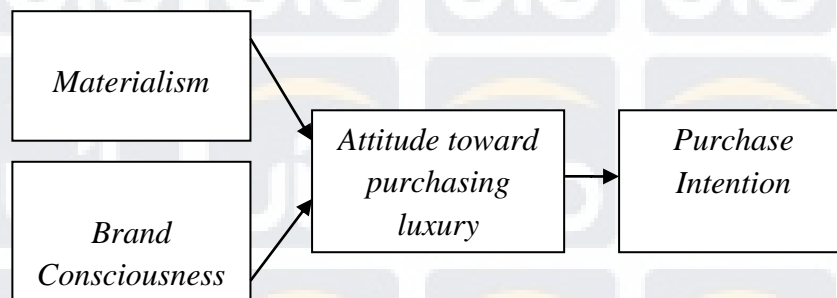 Materialism
Attitude toward
purchasing
luxury
Purchase
Intention
Brand
Consciousness